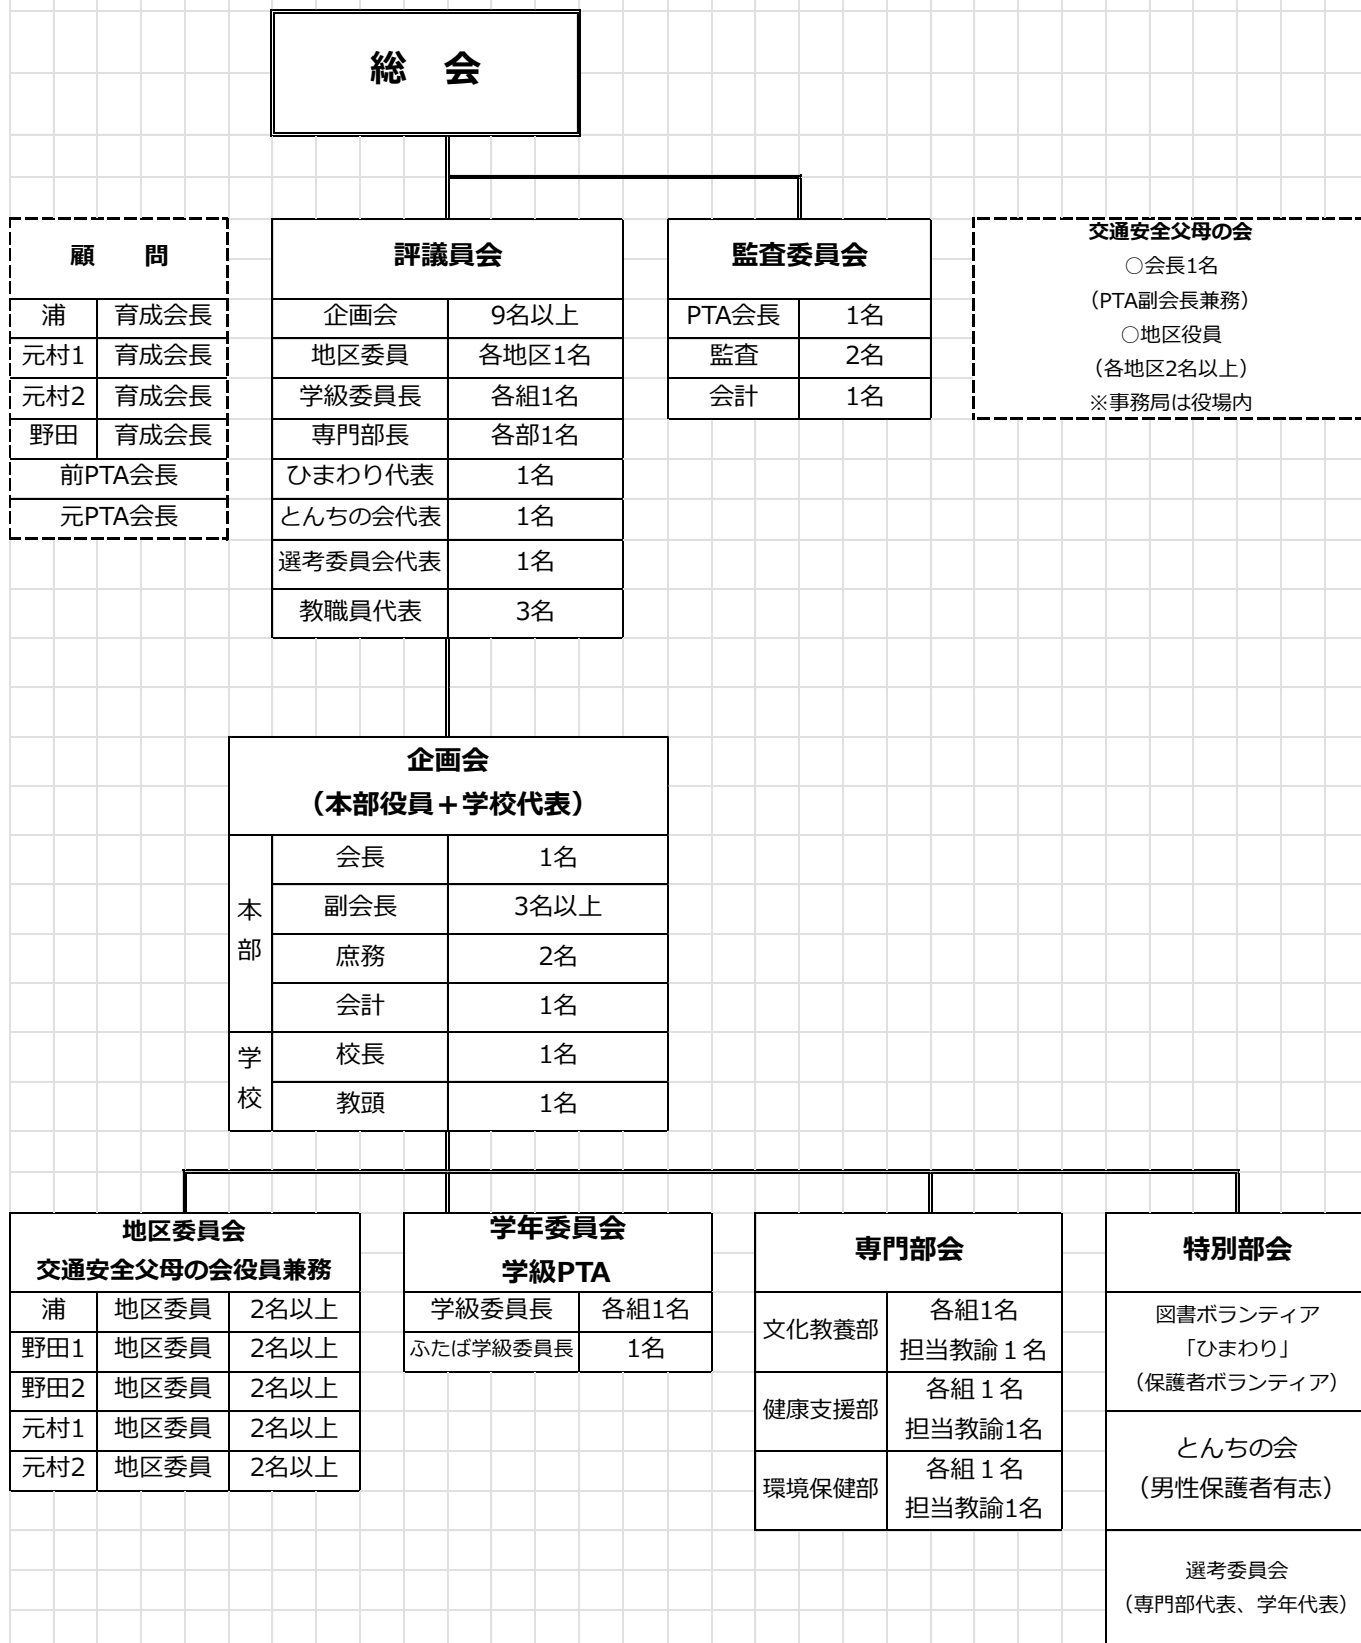 総　会
顧　問
浦 育成会長
元村1 育成会長
元村2 育成会長
野田 育成会長
前PTA会長
元PTA会長
評議員会
企画会 9名以上
地区委員 各地区1名
学級委員長 各組1名
専門部長 各部1名
ひまわり代表 1名
とんちの会代表 1名
選考委員会代表 1名
教職員代表 3名
監査委員会
PTA会長 1名
監査 2名
会計 1名
交通安全父母の会
○会長1名
（PTA副会長兼務）
○地区役員
（各地区2名以上）
※事務局は役場内
企画会
（本部役員＋学校代表）
本部
会長 1名
副会長 3名以上
庶務 2名
会計 1名
学校
校長 1名
教頭 1名
地区委員会
交通安全父母の会役員兼務
浦 地区委員 2名以上
野田1 地区委員 2名以上
野田2 地区委員 2名以上
元村1 地区委員 2名以上
元村2 地区委員 2名以上
学年委員会
学級PTA
学級委員長 各組1名
ふたば学級委員長 1名
専門部会
文化教養部
各組1名
担当教諭１名
健康支援部
各組１名
担当教諭1名
環境保健部
各組１名
担当教諭1名
特別部会
図書ボランティア
「ひまわり」
（保護者ボランティア）
とんちの会
（男性保護者有志）
選考委員会
（専門部代表、学年代表）